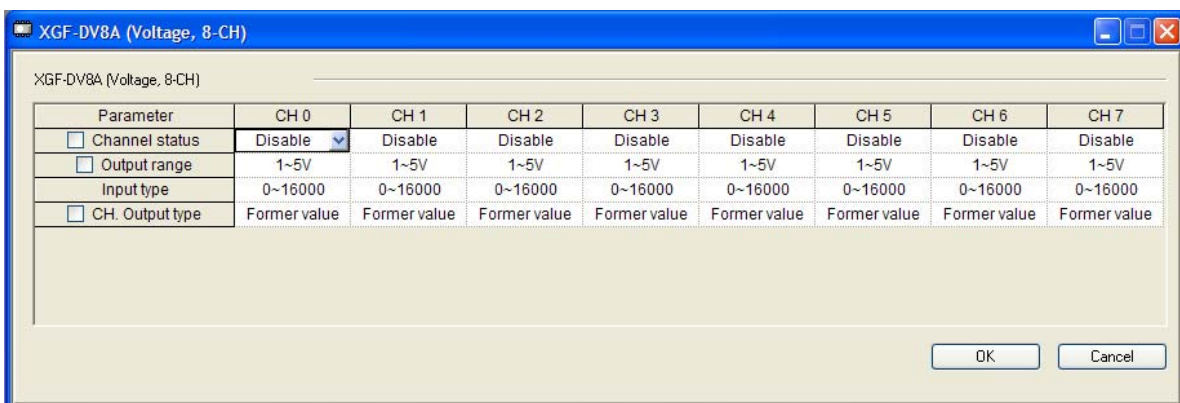 XGF-DV8A (Voltage, 8-CH)
XGF-DV8A (Voltage, 8-CH)
Parameter CH 0 CH 1 CH 2 CH 3 CH 4 CH 5 CH 6 CH 7
Channel status Disable Disable Disable Disable Disable Disable Disable Disable
Output range 1~5V 1~5V 1~5V 1~5V 1~5V 1~5V 1~5V 1~5V
Input type 0~16000 0~16000 0~16000 0~16000 0~16000 0~16000 0~16000 0~16000
CH. Output type Former value Former value Former value Former value Former value Former value Former value Former value
OK Cancel